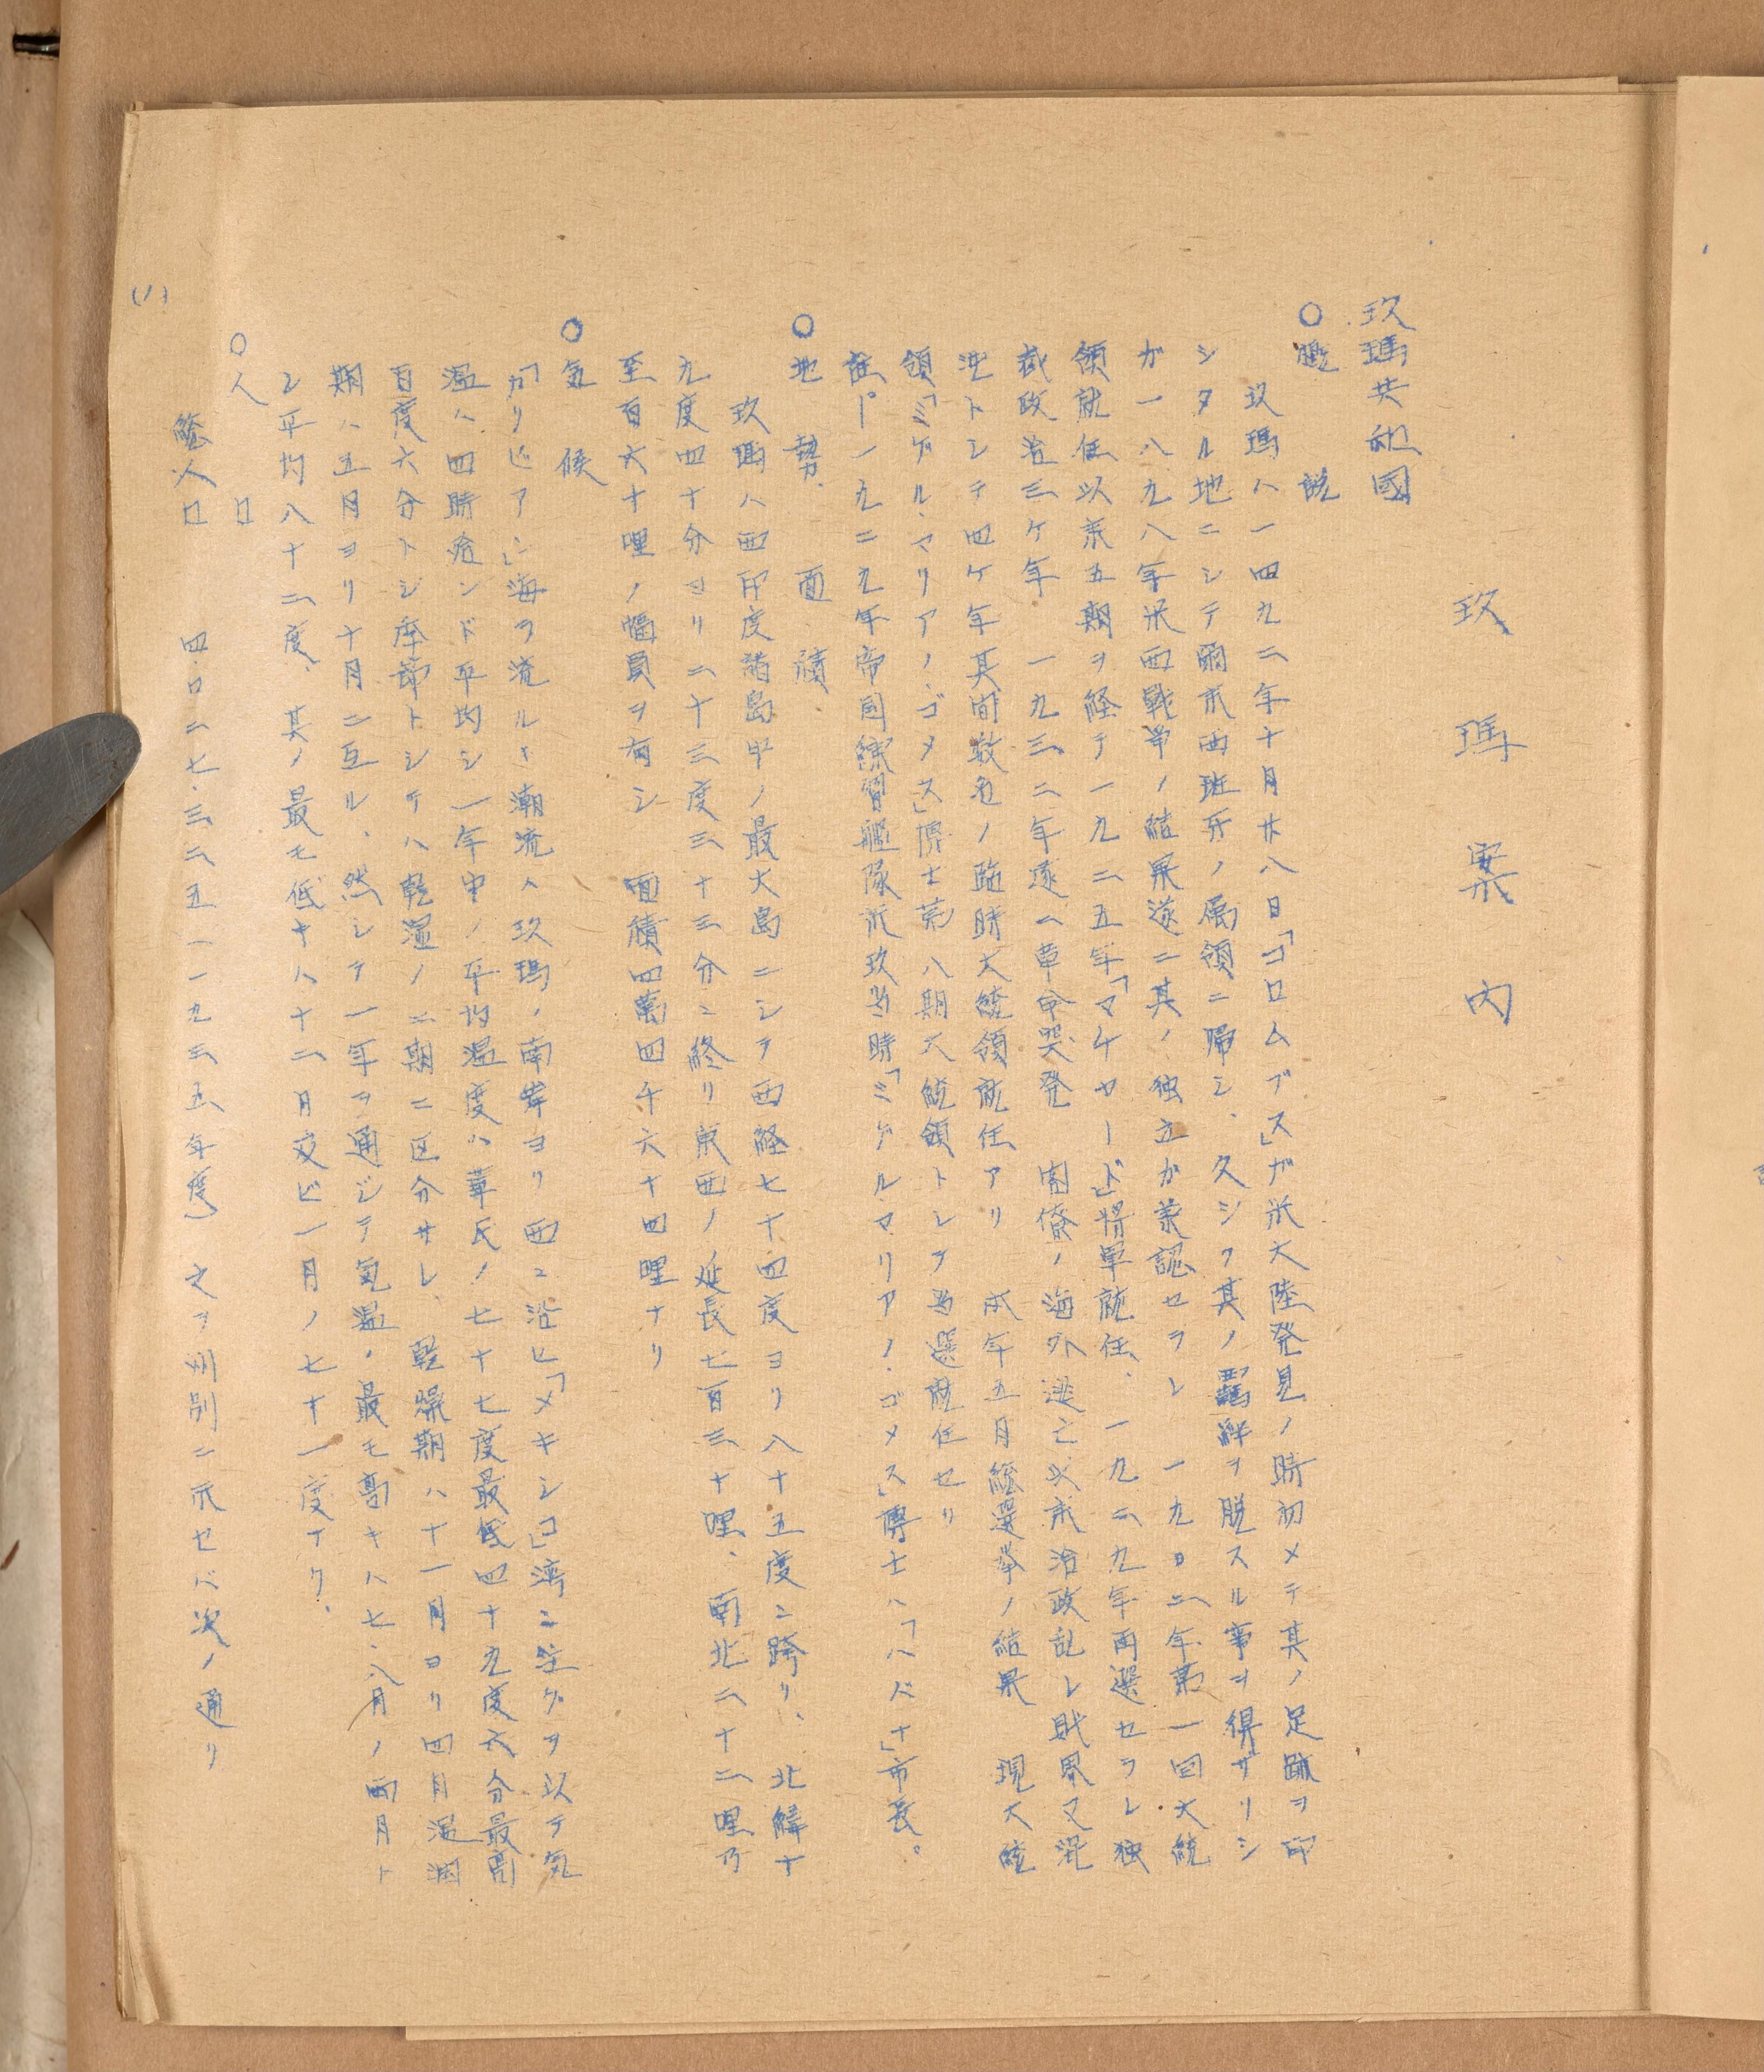 玖瑪案内
玖瑪共和國
○概説
玖瑪ハ一四九二年十月廿八日「コロムブス」ガ米大陸発見ノ時初メテ其ノ足跡ヲ印
シタル地ニシテ爾来西班牙ノ属領ニ帰シ、久シク其ノ羈絆ヲ脱スル事ヲ得ザリシ
ガ一八九八年米西戦争ノ結果遂ニ其ノ独立ガ承認セラレ 一九〇二年第一回大統
領就任以来五期ヲ経テ一九二五年「マチヤード」将軍就任、一九二九年再選セラレ独
裁政治三ケ年 一九三三年遂ニ革命突発 閣僚ノ海外逃亡以来治政乱レ財界又混
沌トシテ四ケ年其間数名ノ臨時大統領就任アリ 本年五月総選挙ノ結果 現大統
領「ミゲル、マリアノ、ゴメス」博士第八期大統領トシテ当選就任セリ
註―一九二九年帝国練習艦隊来玖当時「ミゲル、マリアノ、ゴメス」博士ハ「ハバナ」市長。
○地勢、面積
玖瑪ハ西印度諸島中ノ最大島ニシテ西経七十四度ヨリ八十五度ニ跨リ、北緯十
九度四十分ヨリ二十三度三十三分ニ終リ東西ノ延長七百三十哩、南北二十二哩乃
至百六十哩ノ幅員ヲ有シ 面積四萬四千六十四哩ナリ
○気候
「カリビアン」海ヲ流ルヽ潮流ハ玖瑪ノ南岸ヨリ西ニ沿ヒ「メキシコ」湾ニ注グヲ以テ気
温ハ四時殆ンド平均シ一年中ノ平均温度ハ華氏ノ七十七度最低四十九度六分最高
百度六分トシ季節トシテハ乾湿ノ二期ニ区分サレ、乾燥期ハ十一月ヨリ四月湿潤
期ハ五月ヨリ十月ニ亙ル、然シテ一年ヲ通ジテ気温ノ最モ高キハ七、八月ノ両月ト
シ平均八十二度、其ノ最モ低キハ十二月及ビ一月ノ七十一度ナリ、
○人口
総人口 四、〇二七、三二五 一九三五、年度) 之ヲ州別ニ示セバ次ノ通リ
(1)